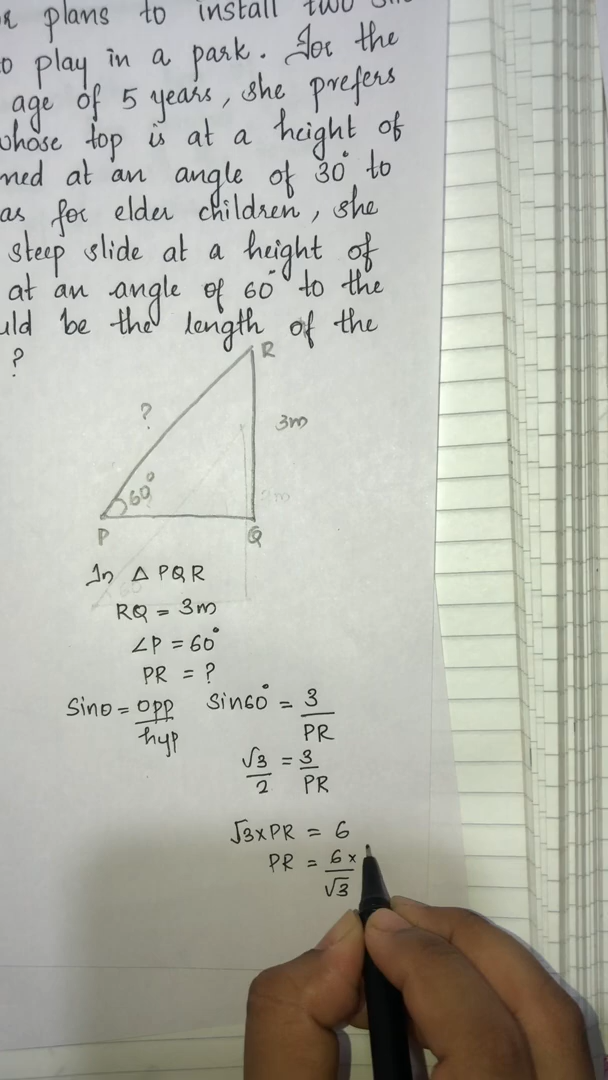 plans to install two
play in a park. For the
age of 5 years, she prefers
whose top is at a height of
ned at an angle of 30° to
as for elder children, she
steep slide at a height of
at an angle of 60° to the
uld be the length of the
?
R
?
3m
60°
P
Q
In Δ PQR
RQ = 3m
∠P = 60°
PR = ?
Sinθ = opp/hyp Sin60° = 3/PR
√3/2 = 3/PR
√3×PR = 6
PR = 6×/√3